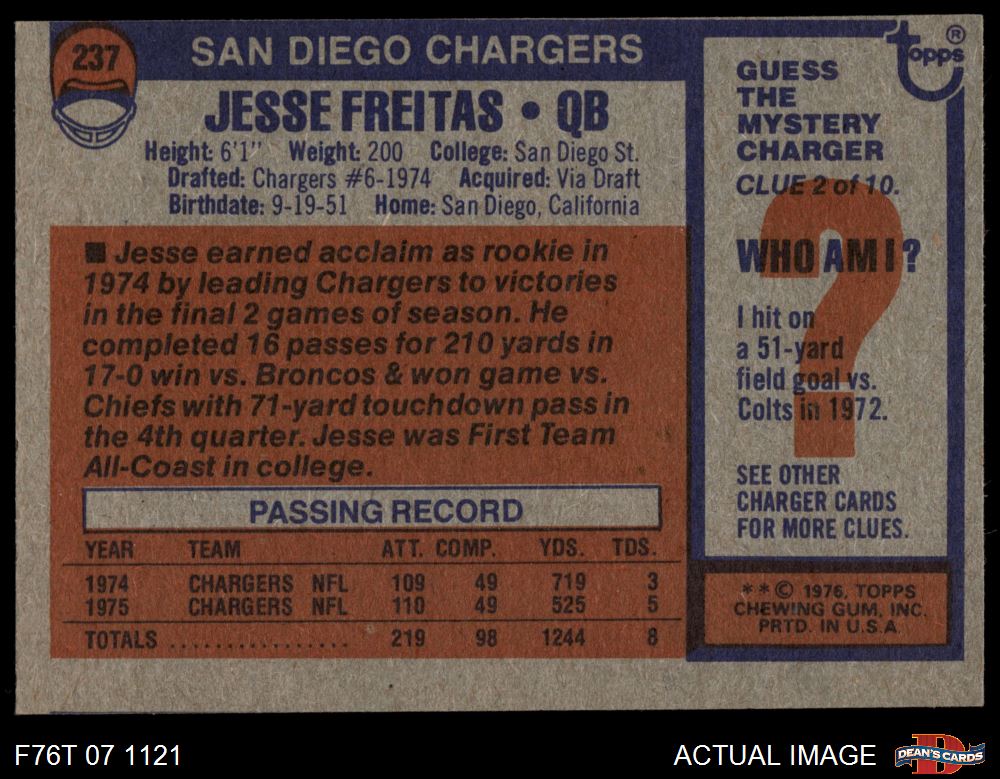 237
SAN DIEGO CHARGERS
JESSE FREITAS • QB
Height: 6'1" Weight: 200 College: San Diego St.
Drafted: Chargers #6-1974 Acquired: Via Draft
Birthdate: 9-19-51 Home: San Diego, California
■ Jesse earned acclaim as rookie in
1974 by leading Chargers to victories
in the final 2 games of season. He
completed 16 passes for 210 yards in
17-0 win vs. Broncos & won game vs.
Chiefs with 71-yard touchdown pass in
the 4th quarter. Jesse was First Team
All-Coast in college.
PASSING RECORD
YEAR TEAM ATT. COMP. YDS. TDS.
1974 CHARGERS NFL 109 49 719 3
1975 CHARGERS NFL 110 49 525 5
TOTALS ................ 219 98 1244 8
topps ®
GUESS
THE
MYSTERY
CHARGER
CLUE 2 of 10.
?
WHO AM I?
I hit on
a 51-yard
field goal vs.
Colts in 1972.
SEE OTHER
CHARGER CARDS
FOR MORE CLUES.
* * © 1976, TOPPS
CHEWING GUM, INC.
PRTD. IN U.S.A.
F76T 07 1121
ACTUAL IMAGE
D
DEAN'S CARDS